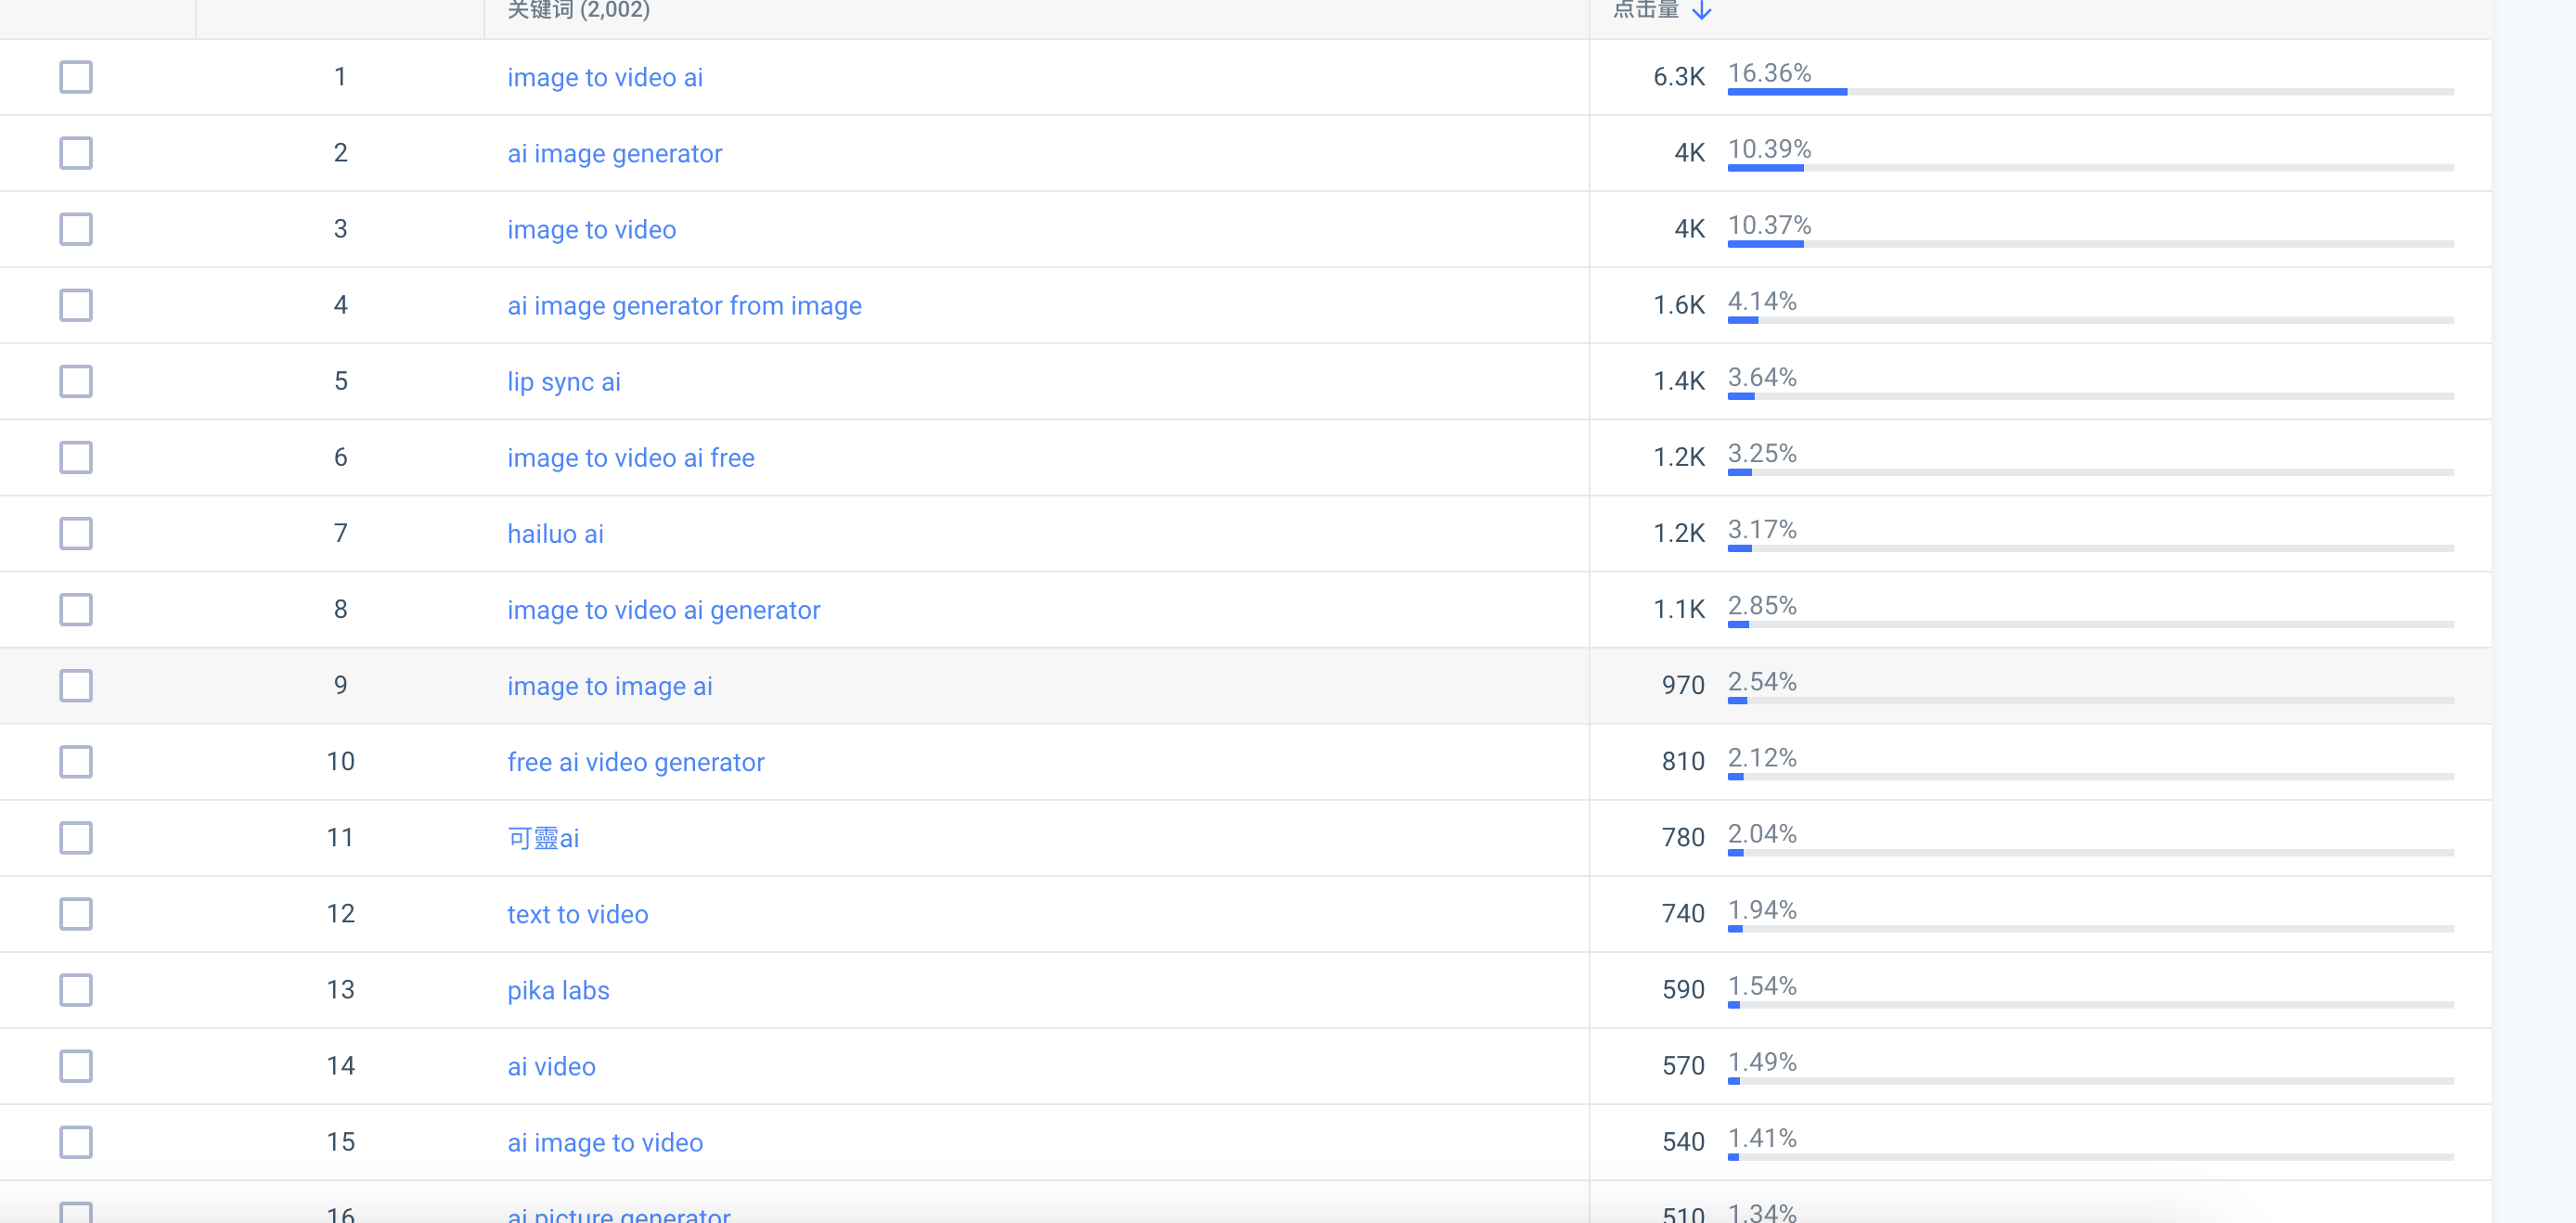 关键词 (2,002) 点击量
1 image to video ai 6.3K 16.36%
2 ai image generator 4K 10.39%
3 image to video 4K 10.37%
4 ai image generator from image 1.6K 4.14%
5 lip sync ai 1.4K 3.64%
6 image to video ai free 1.2K 3.25%
7 hailuo ai 1.2K 3.17%
8 image to video ai generator 1.1K 2.85%
9 image to image ai 970 2.54%
10 free ai video generator 810 2.12%
11 可靈ai 780 2.04%
12 text to video 740 1.94%
13 pika labs 590 1.54%
14 ai video 570 1.49%
15 ai image to video 540 1.41%
16 ai picture generator 510 1.34%